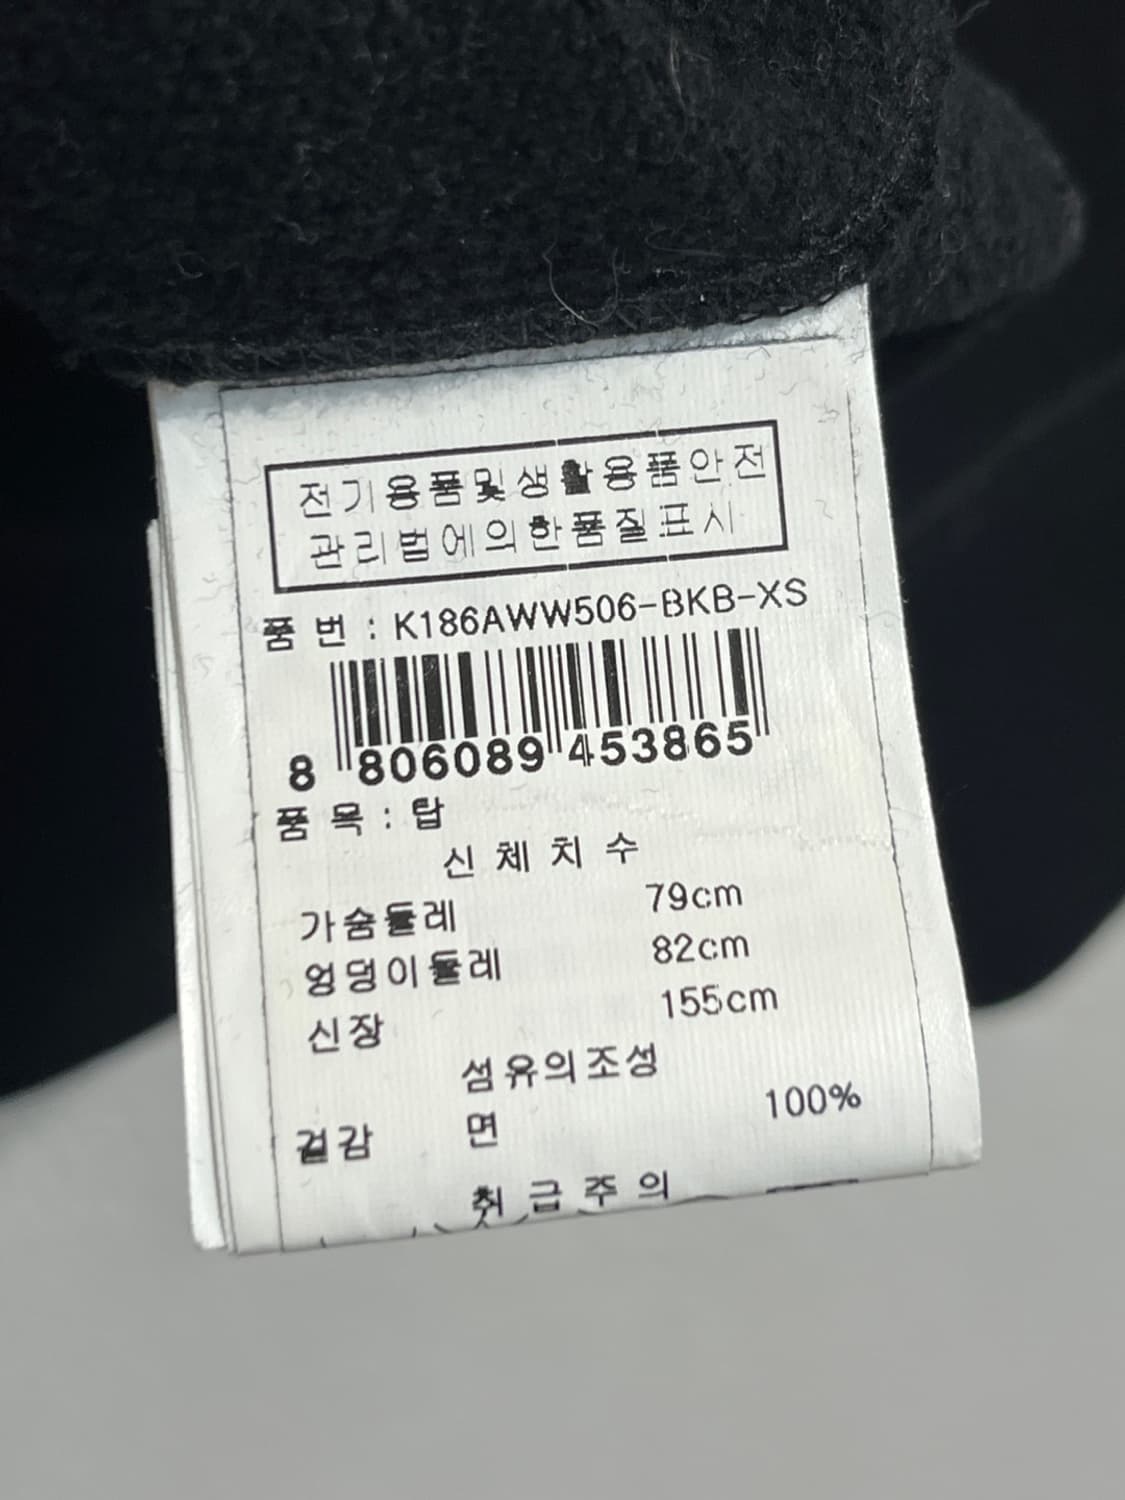 전기용품및생활용품안전
관리법에의한품질표시
품 번 : K186AWW506-BKB-XS
8 806089 453865
품 목 : 탑
신 체 치 수
가슴둘레 79cm
엉덩이둘레 82cm
신장 155cm
섬유의조성
겉감 면 100%
취 급 주 의